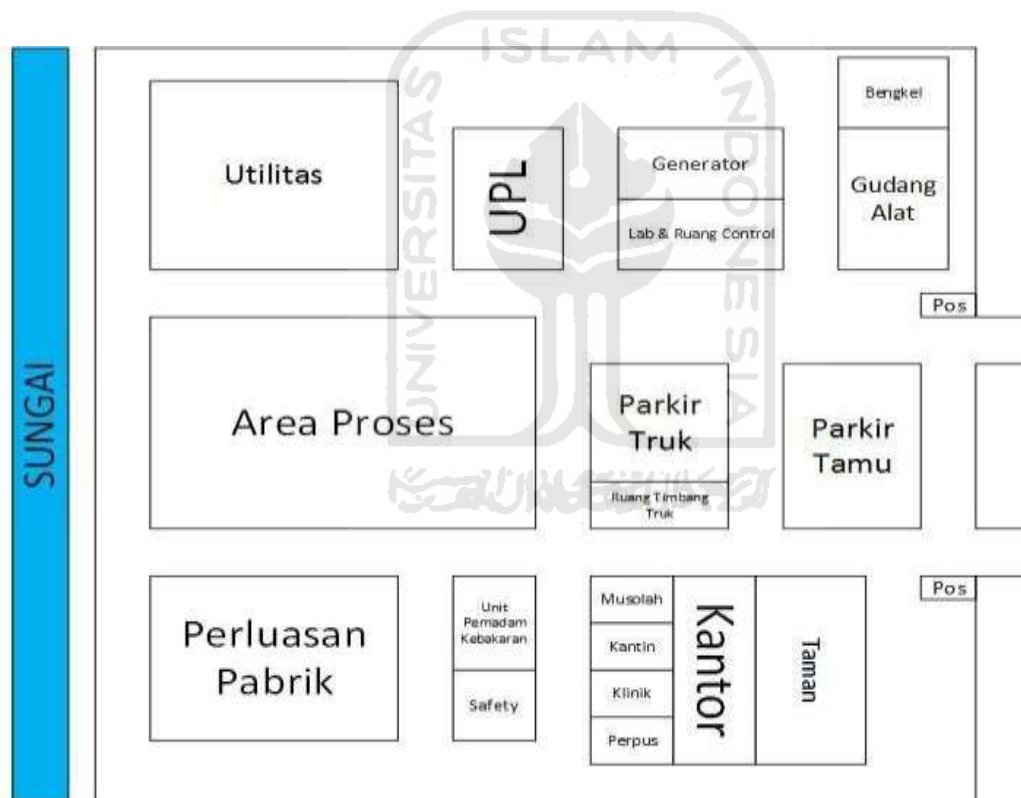 UNIVERSITAS
ISLAM
INDONESIA
SUNGAI
Utilitas
UPL
Generator
Lab & Ruang Control
Bengkel
Gudang
Alat
Pos
Area Proses
Parkir
Truk
Ruang Timbang
Truk
Parkir
Tamu
Perluasan
Pabrik
Unit
Pemadam
Kebakaran
Safety
Musolah
Kantin
Klinik
Perpus
Kantor
Taman
Pos